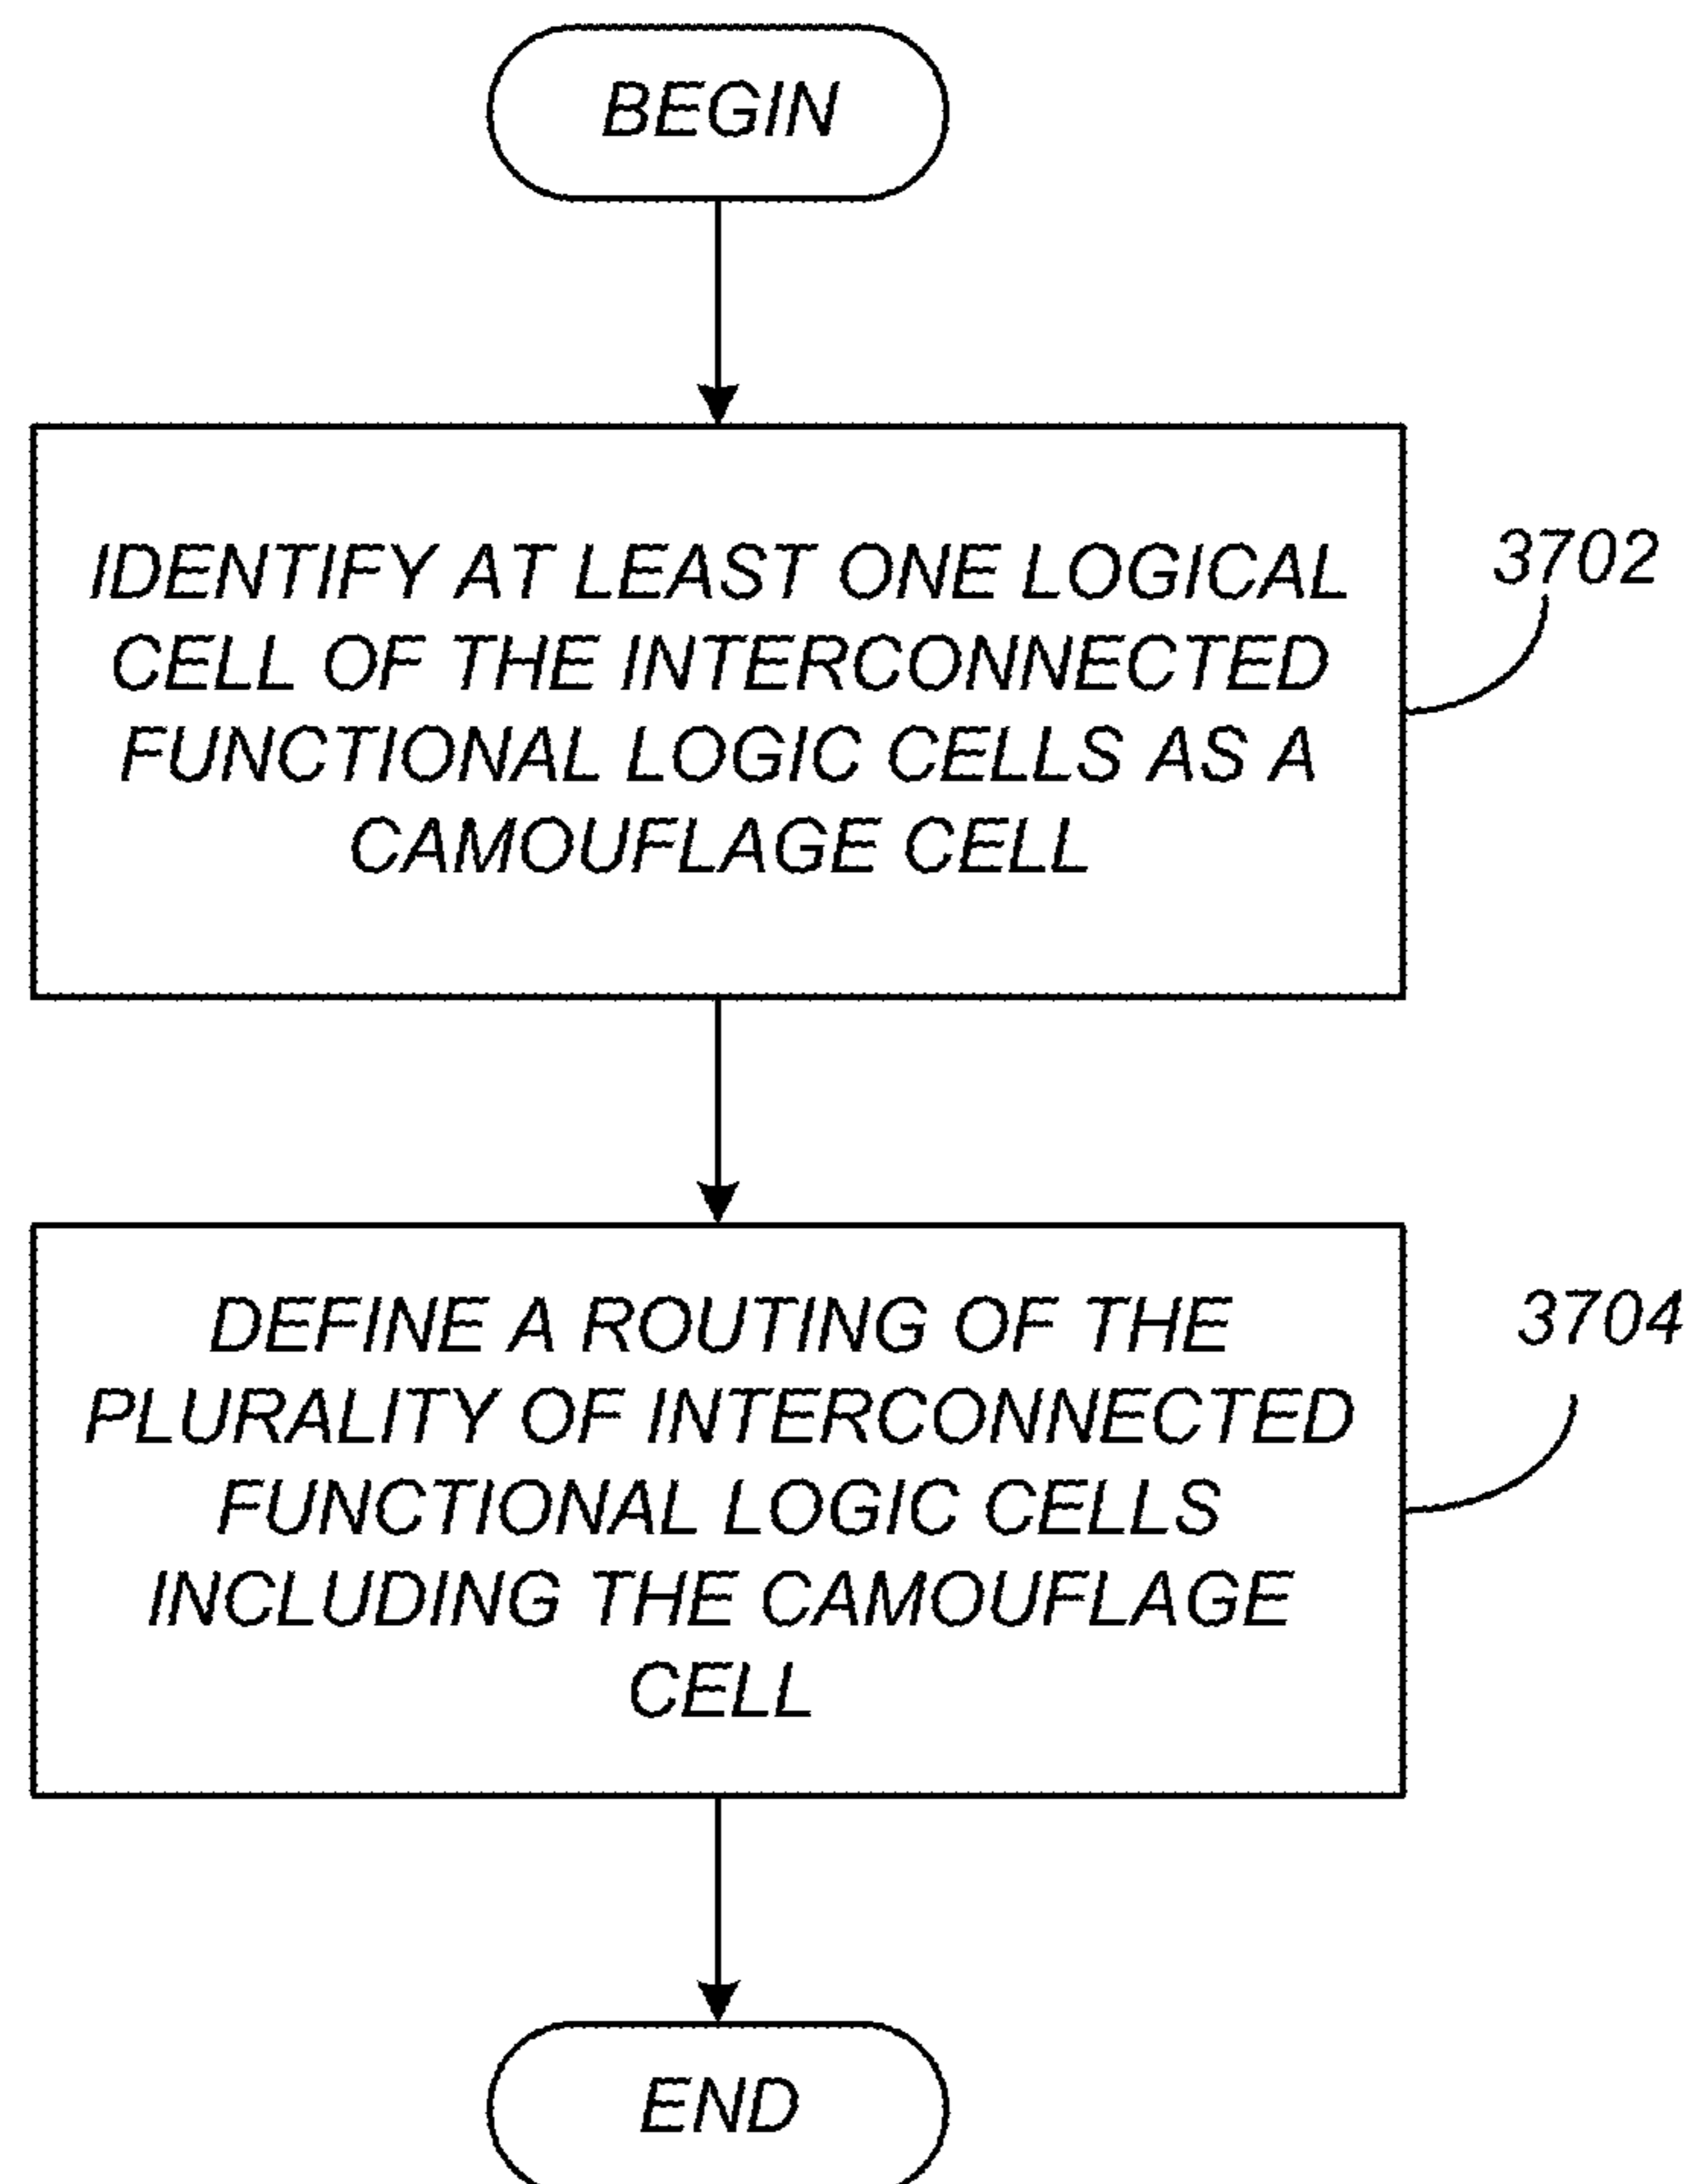 BEGIN
IDENTIFY AT LEAST ONE LOGICAL
CELL OF THE INTERCONNECTED
FUNCTIONAL LOGIC CELLS AS A
CAMOUFLAGE CELL
3702
DEFINE A ROUTING OF THE
PLURALITY OF INTERCONNECTED
FUNCTIONAL LOGIC CELLS
INCLUDING THE CAMOUFLAGE
CELL
3704
END